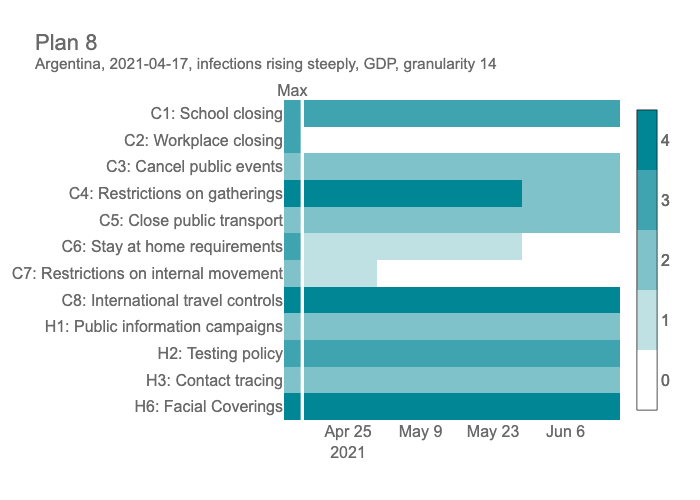 Plan 8
Argentina, 2021-04-17, infections rising steeply, GDP, granularity 14
Max
C1: School closing
C2: Workplace closing
C3: Cancel public events
C4: Restrictions on gatherings
C5: Close public transport
C6: Stay at home requirements
C7: Restrictions on internal movement
C8: International travel controls
H1: Public information campaigns
H2: Testing policy
H3: Contact tracing
H6: Facial Coverings
Apr 25 May 9 May 23 Jun 6
2021
4
3
2
1
0